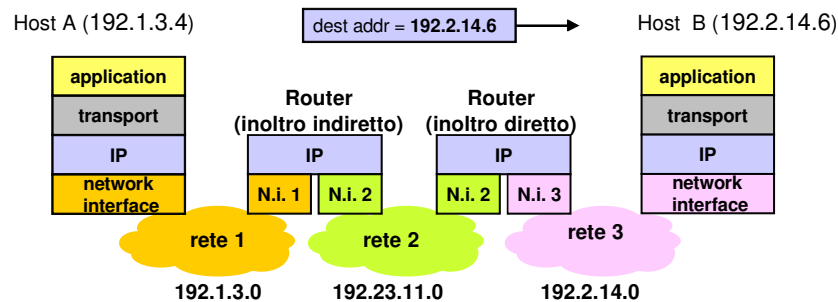 Host A (192.1.3.4)
dest addr = 192.2.14.6
Host B (192.2.14.6)
application
transport
IP
network
interface
Router
(inoltro indiretto)
IP
N.i. 1
N.i. 2
Router
(inoltro diretto)
IP
N.i. 2
N.i. 3
application
transport
IP
network
interface
rete 1
rete 2
rete 3
192.1.3.0
192.23.11.0
192.2.14.0